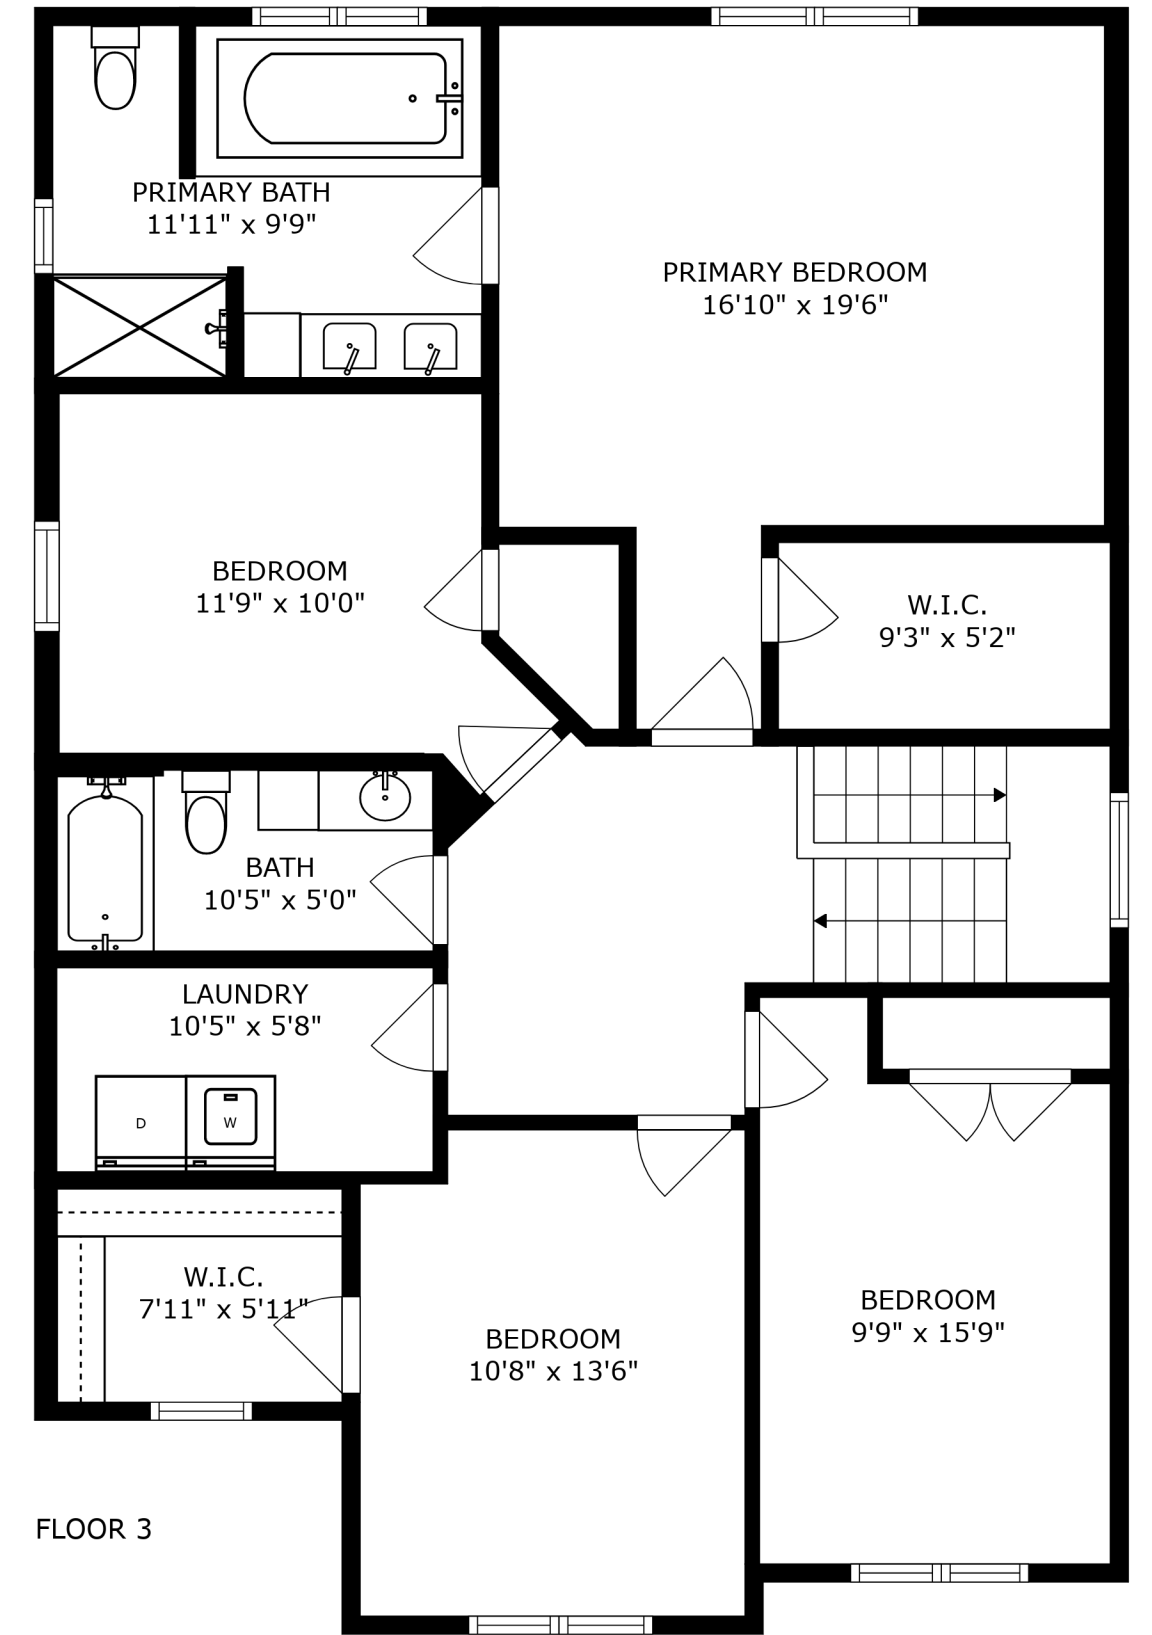 PRIMARY BATH
11'11" x 9'9"
PRIMARY BEDROOM
16'10" x 19'6"
BEDROOM
11'9" x 10'0"
W.I.C.
9'3" x 5'2"
BATH
10'5" x 5'0"
LAUNDRY
10'5" x 5'8"
D
W
W.I.C.
7'11" x 5'11"
BEDROOM
10'8" x 13'6"
BEDROOM
9'9" x 15'9"
FLOOR 3